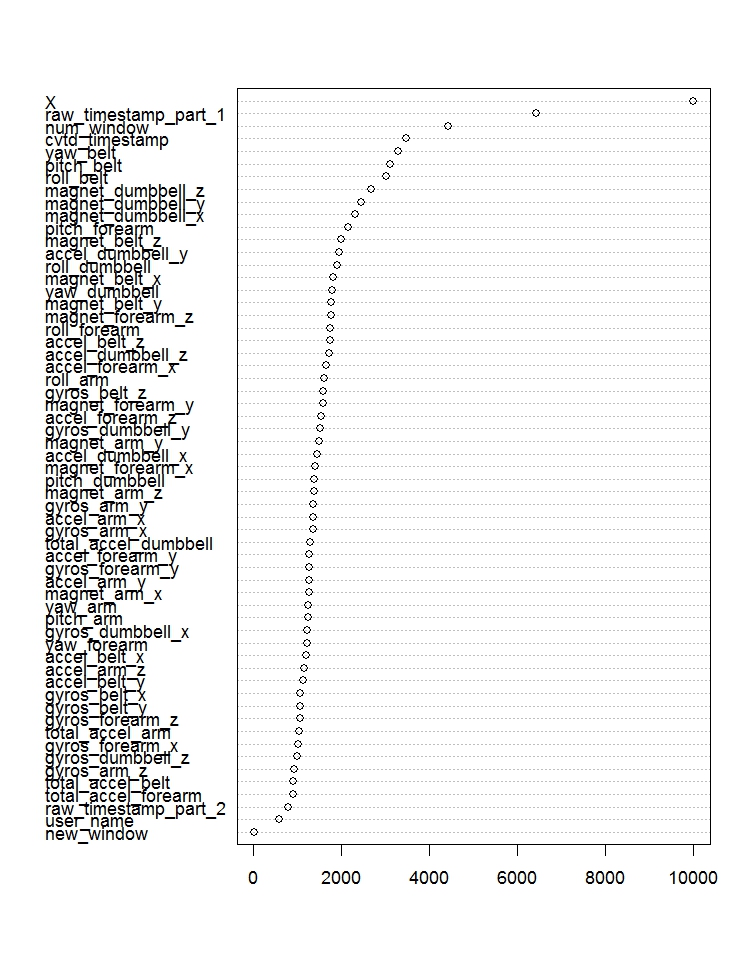 X
raw_timestamp_part_1
num_window
cvtd_timestamp
yaw_belt
pitch_belt
roll_belt
magnet_dumbbell_z
magnet_dumbbell_y
magnet_dumbbell_x
pitch_forearm
magnet_belt_z
accel_dumbbell_y
roll_dumbbell
magnet_belt_x
yaw_dumbbell
magnet_belt_y
magnet_forearm_z
roll_forearm
accel_belt_z
accel_dumbbell_z
accel_forearm_x
roll_arm
gyros_belt_z
magnet_forearm_y
accel_forearm_z
gyros_dumbbell_y
magnet_arm_y
accel_dumbbell_x
magnet_forearm_x
pitch_dumbbell
magnet_arm_z
gyros_arm_y
accel_arm_x
gyros_arm_x
total_accel_dumbbell
accel_forearm_y
gyros_forearm_y
accel_arm_y
magnet_arm_x
yaw_arm
pitch_arm
gyros_dumbbell_x
yaw_forearm
accel_belt_x
accel_arm_z
accel_belt_y
gyros_belt_x
gyros_belt_y
gyros_forearm_z
total_accel_arm
gyros_forearm_x
gyros_dumbbell_z
gyros_arm_z
total_accel_belt
total_accel_forearm
raw_timestamp_part_2
user_name
new_window
0 2000 4000 6000 8000 10000